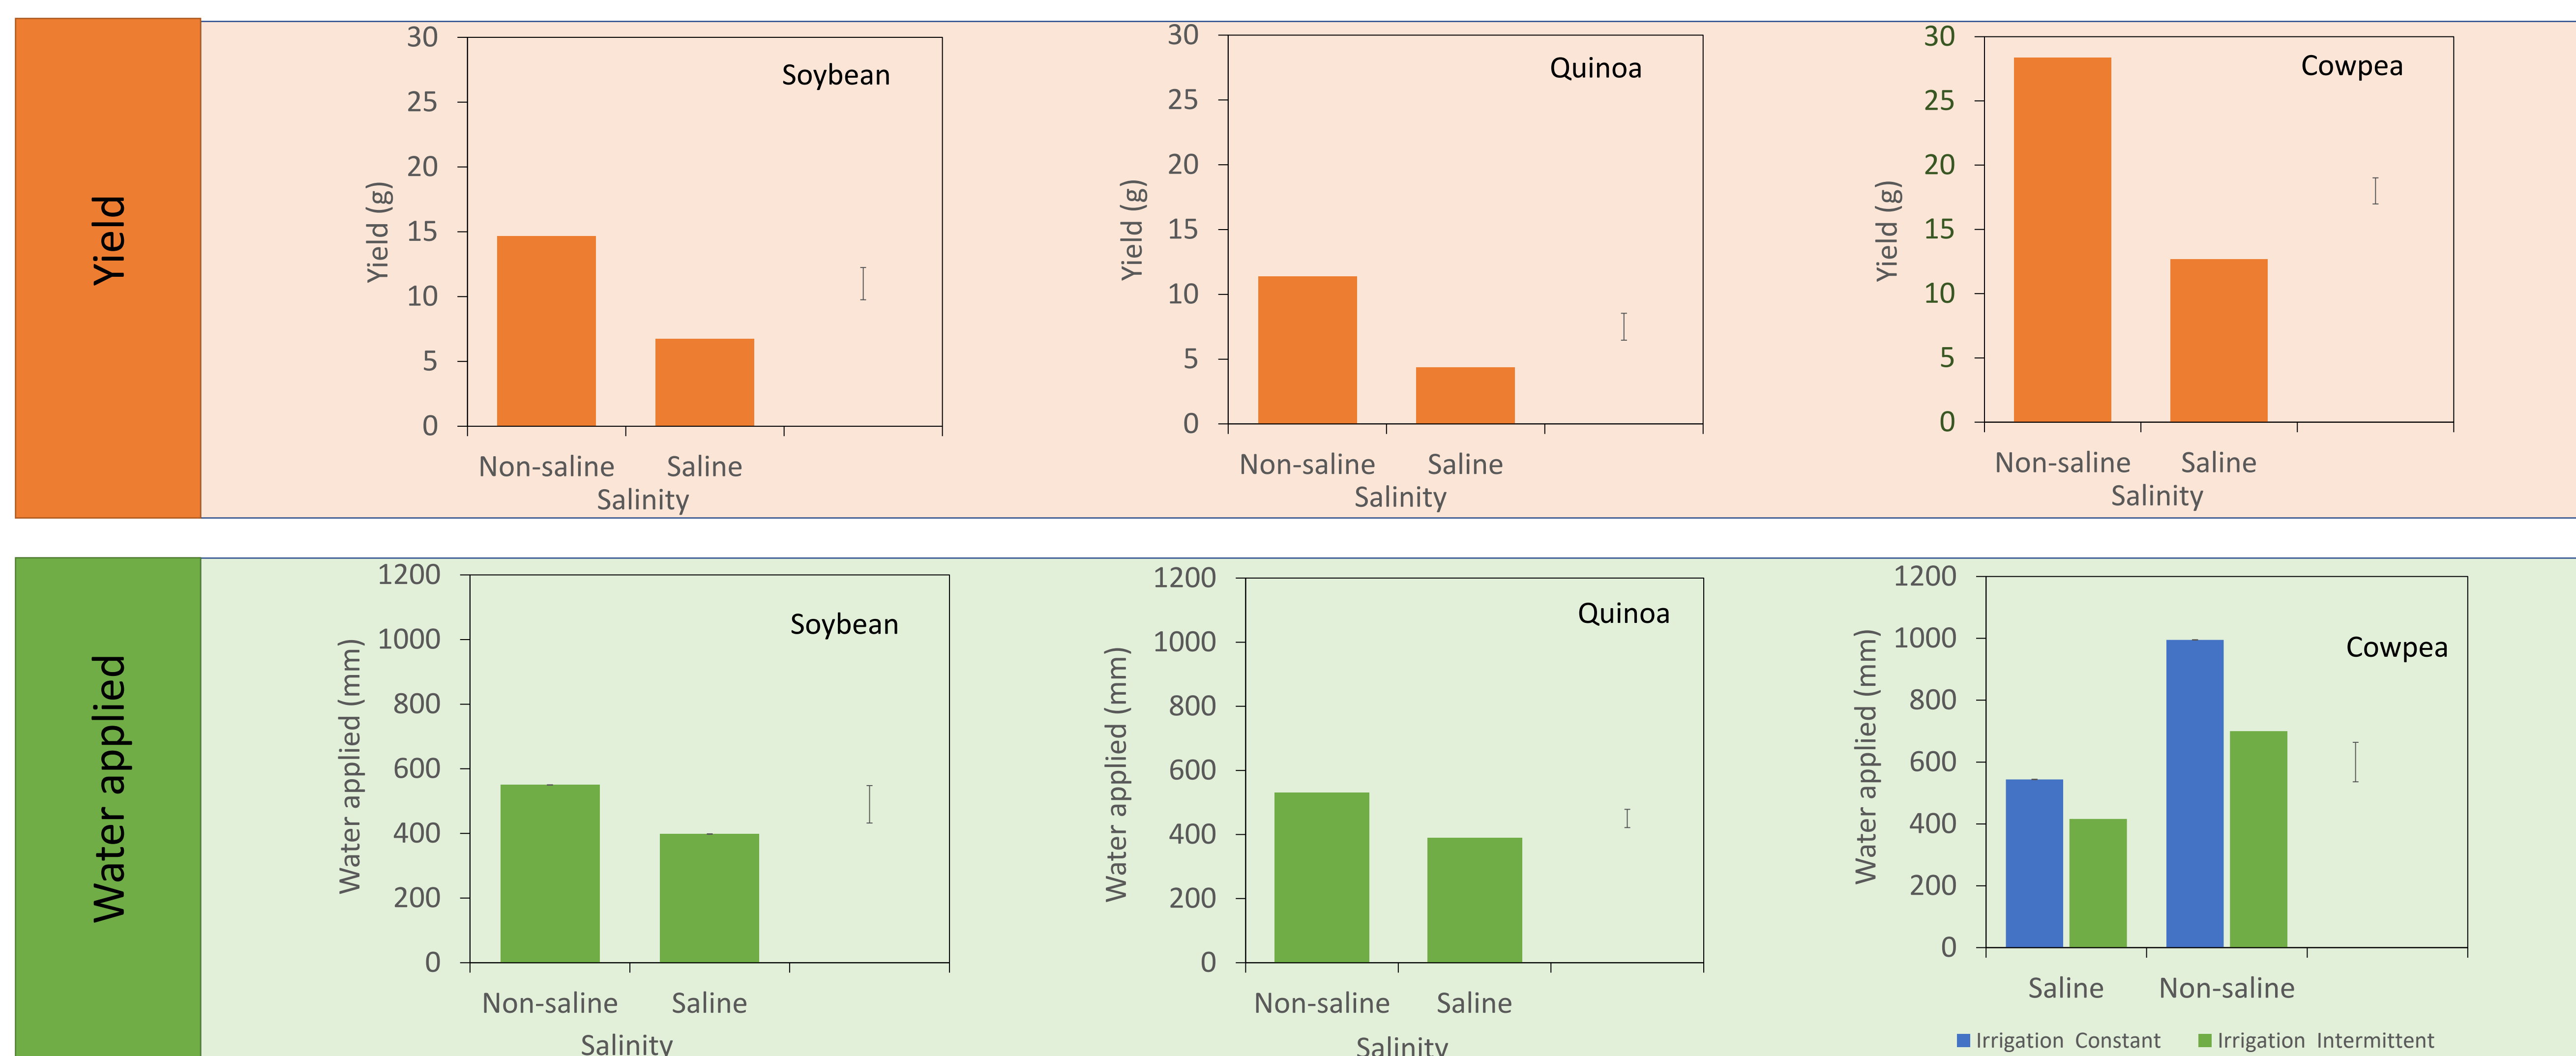 Yield
30
25
20
15
10
5
0
Yield (g)
Soybean
Non-saline Saline
Salinity
30
25
20
15
10
5
0
Yield (g)
Quinoa
Non-saline Saline
Salinity
30
25
20
15
10
5
0
Yield (g)
Cowpea
Non-saline Saline
Salinity
Water applied
1200
1000
800
600
400
200
0
Water applied (mm)
Soybean
Non-saline Saline
Salinity
1200
1000
800
600
400
200
0
Water applied (mm)
Quinoa
Non-saline Saline
Salinity
1200
1000
800
600
400
200
0
Water applied (mm)
Cowpea
Saline Non-saline
Irrigation Constant Irrigation Intermittent